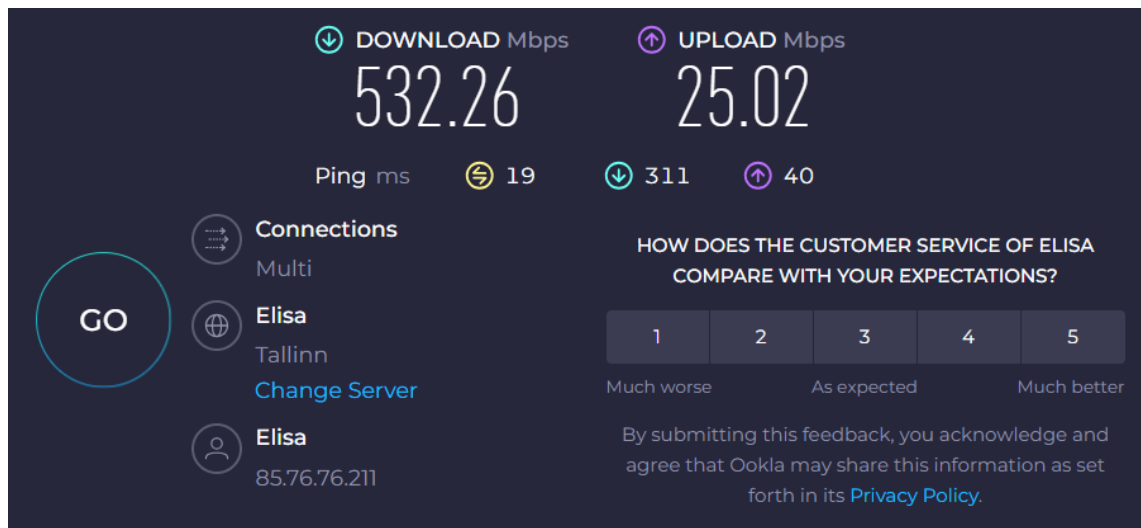 DOWNLOAD Mbps
532.26
UPLOAD Mbps
25.02
Ping ms 19 311 40
GO
Connections
Multi
Elisa
Tallinn
Change Server
Elisa
85.76.76.211
HOW DOES THE CUSTOMER SERVICE OF ELISA
COMPARE WITH YOUR EXPECTATIONS?
1 2 3 4 5
Much worse As expected Much better
By submitting this feedback, you acknowledge and
agree that Ookla may share this information as set
forth in its Privacy Policy.